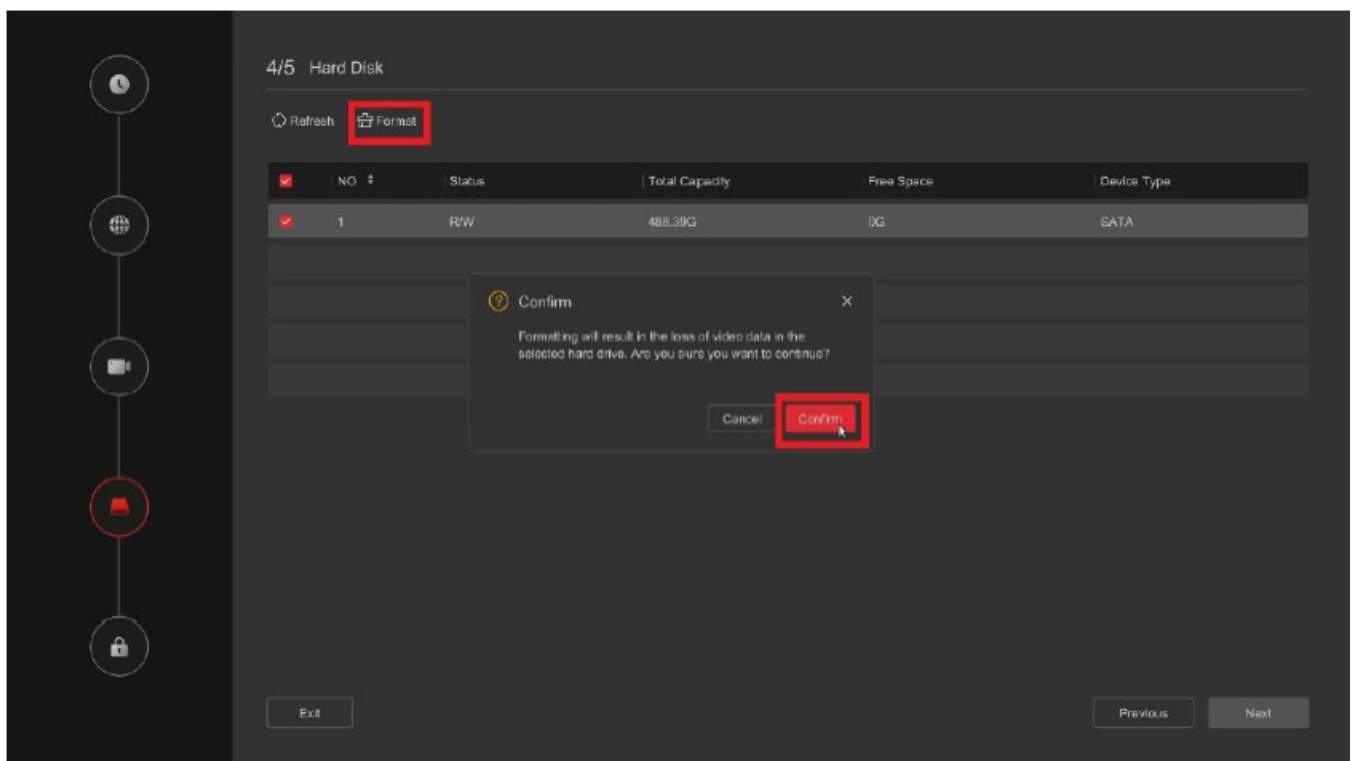 4/5 Hard Disk
Refresh Format
NO Status Total Capacity Free Space Device Type
1 R/W 488.39G 0G SATA
Confirm
Formatting will result in the loss of video data in the
selected hard drive. Are you sure you want to continue?
Cancel Confirm
Exit Previous Next